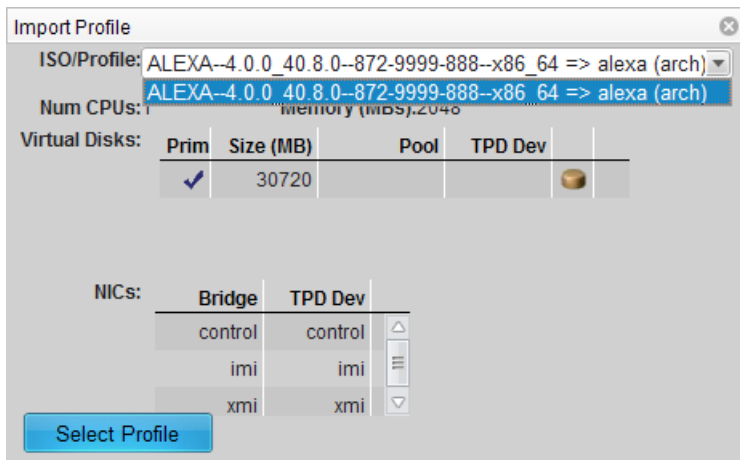 Import Profile
ISO/Profile: ALEXA--4.0.0_40.8.0--872-9999-888--x86_64 => alexa (arch)
ALEXA--4.0.0_40.8.0--872-9999-888--x86_64 => alexa (arch)
Num CPUs:1 Memory (MBs):2048
Virtual Disks: Prim Size (MB) Pool TPD Dev
30720
NICs: Bridge TPD Dev
control control
imi imi
xmi xmi
Select Profile